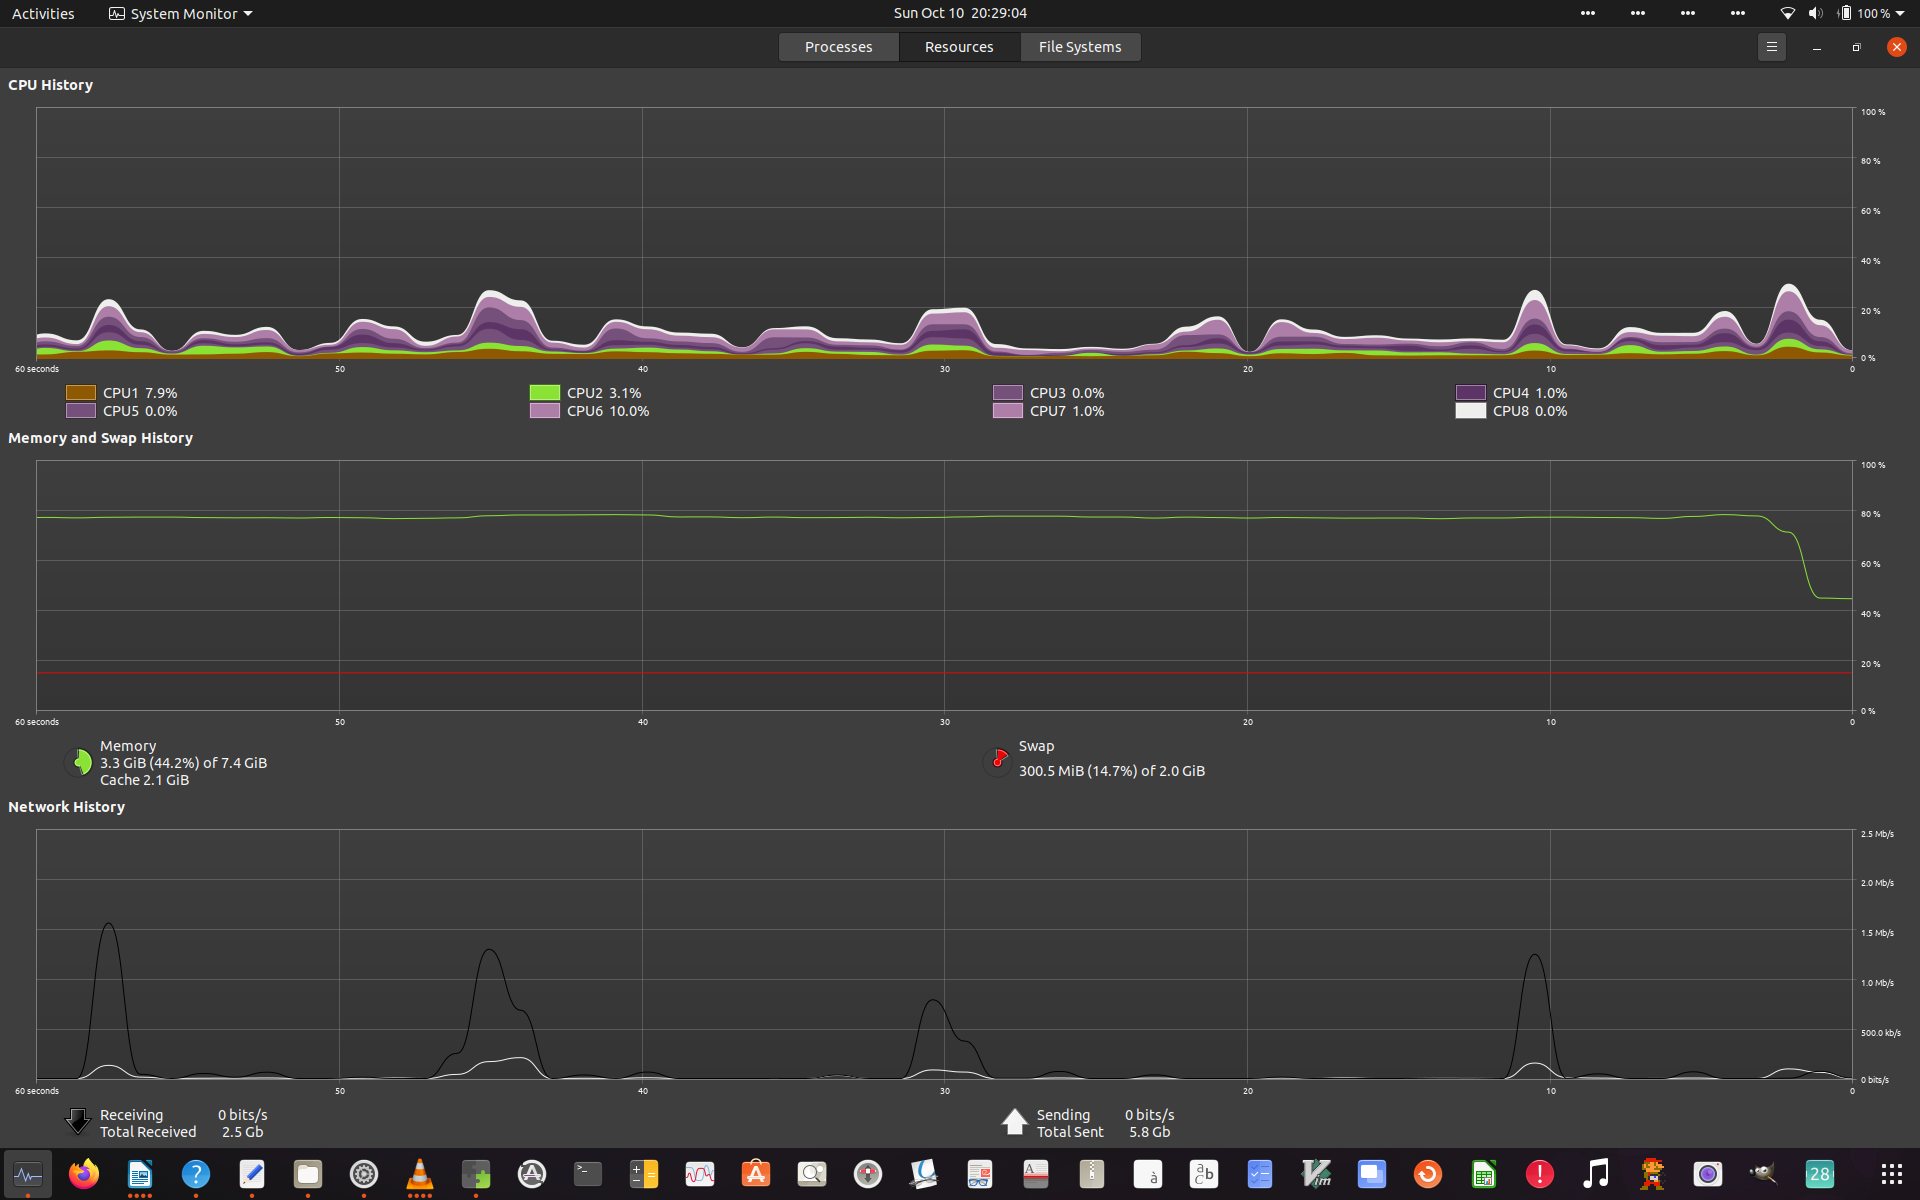 Activities System Monitor Sun Oct 10 20:29:04 100 %
Processes Resources File Systems
CPU History
100 %
80 %
60 %
40 %
20 %
0 %
60 seconds 50 40 30 20 10 0
CPU1 7.9% CPU2 3.1% CPU3 0.0% CPU4 1.0%
CPU5 0.0% CPU6 10.0% CPU7 1.0% CPU8 0.0%
Memory and Swap History
100 %
80 %
60 %
40 %
20 %
0 %
60 seconds 50 40 30 20 10 0
Memory
3.3 GiB (44.2%) of 7.4 GiB
Cache 2.1 GiB
Swap
300.5 MiB (14.7%) of 2.0 GiB
Network History
2.5 Mb/s
2.0 Mb/s
1.5 Mb/s
1.0 Mb/s
500.0 kb/s
0 bits/s
60 seconds 50 40 30 20 10 0
Receiving 0 bits/s
Total Received 2.5 Gb
Sending 0 bits/s
Total Sent 5.8 Gb
? >_ A à ab c Vim ! 28